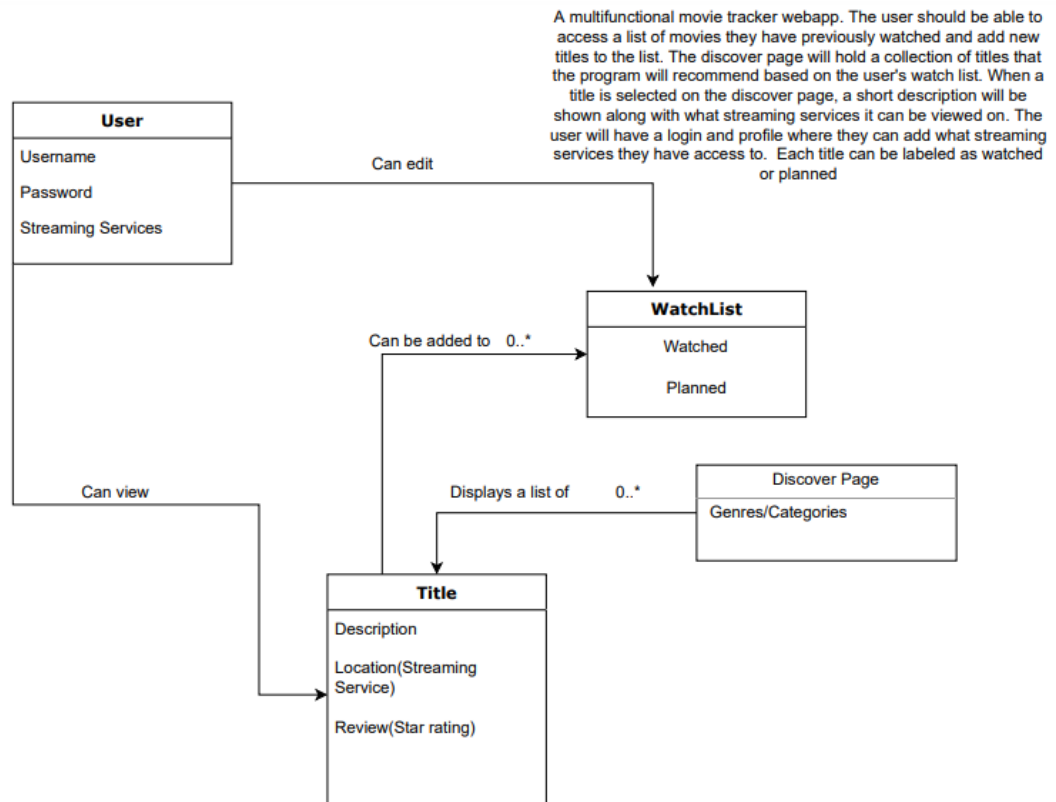 A multifunctional movie tracker webapp. The user should be able to
access a list of movies they have previously watched and add new
titles to the list. The discover page will hold a collection of titles that
the program will recommend based on the user's watch list. When a
title is selected on the discover page, a short description will be
shown along with what streaming services it can be viewed on. The
user will have a login and profile where they can add what streaming
services they have access to.  Each title can be labeled as watched
or planned
User
Username
Password
Streaming Services
Can edit
WatchList
Watched
Planned
Can be added to 0..*
Can view
Displays a list of 0..*
Discover Page
Genres/Categories
Title
Description
Location(Streaming
Service)
Review(Star rating)